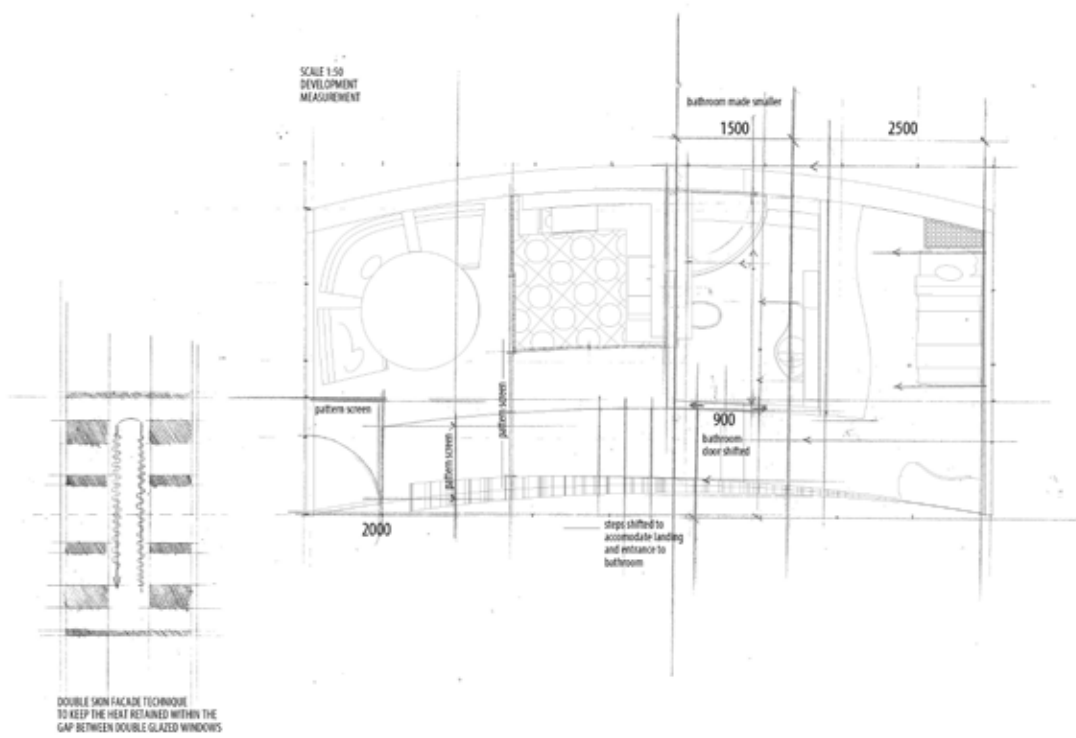 SCALE 1:50
DEVELOPMENT
MEASUREMENT
bathroom made smaller
1500
2500
pattern screen
pattern screen
pattern screen
900
bathroom
door shifted
2000
steps shifted to
accomodate landing
and entrance to
bathroom
DOUBLE SKIN FACADE TECHNIQUE
TO KEEP THE HEAT RETAINED WITHIN THE
GAP BETWEEN DOUBLE GLAZED WINDOWS